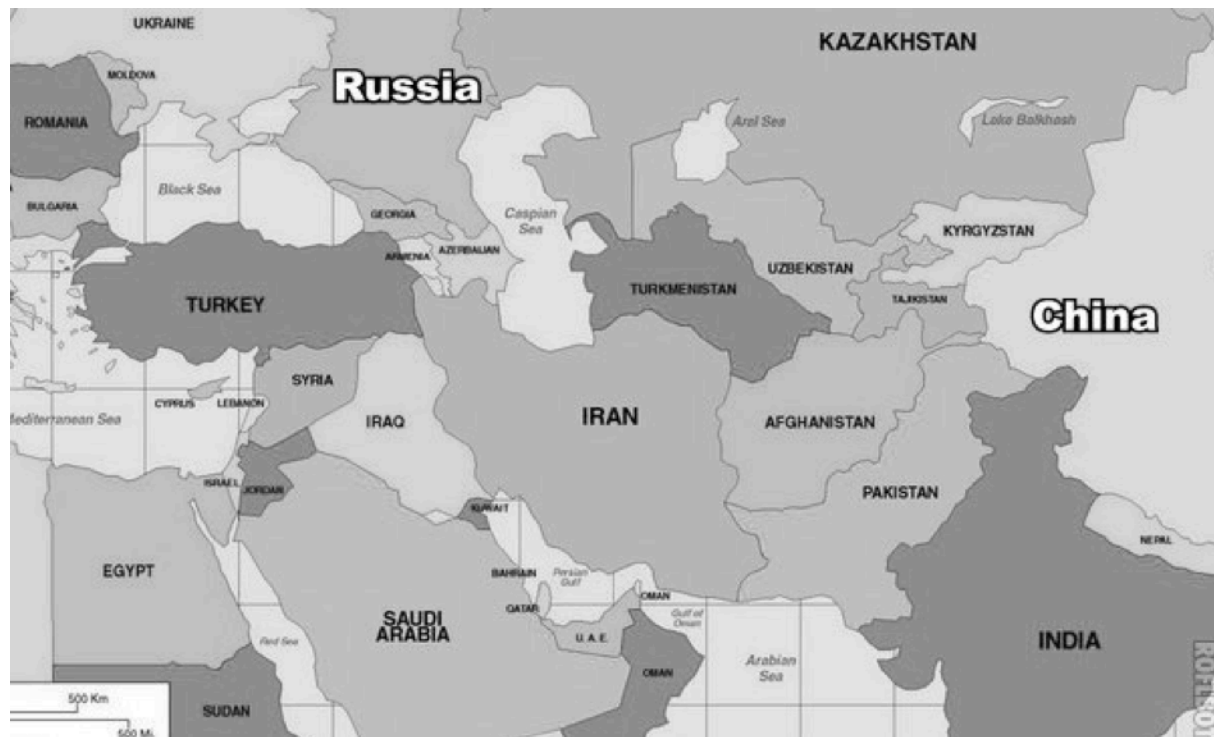 UKRAINE
KAZAKHSTAN
MOLDOVA
Russia
ROMANIA
Aral Sea
Lake Balkhash
Black Sea
BULGARIA
GEORGIA
Caspian
Sea
KYRGYZSTAN
ARMENIA
AZERBAIJAN
UZBEKISTAN
TURKEY
TURKMENISTAN
TAJIKISTAN
China
SYRIA
CYPRUS
LEBANON
Mediterranean Sea
IRAQ
IRAN
AFGHANISTAN
ISRAEL
JORDAN
PAKISTAN
KUWAIT
NEPAL
EGYPT
BAHRAIN
Persian
Gulf
QATAR
OMAN
SAUDI
ARABIA
Gulf of
Oman
Red Sea
U. A. E.
INDIA
Arabian
Sea
OMAN
500 Km
SUDAN
500 Mi.